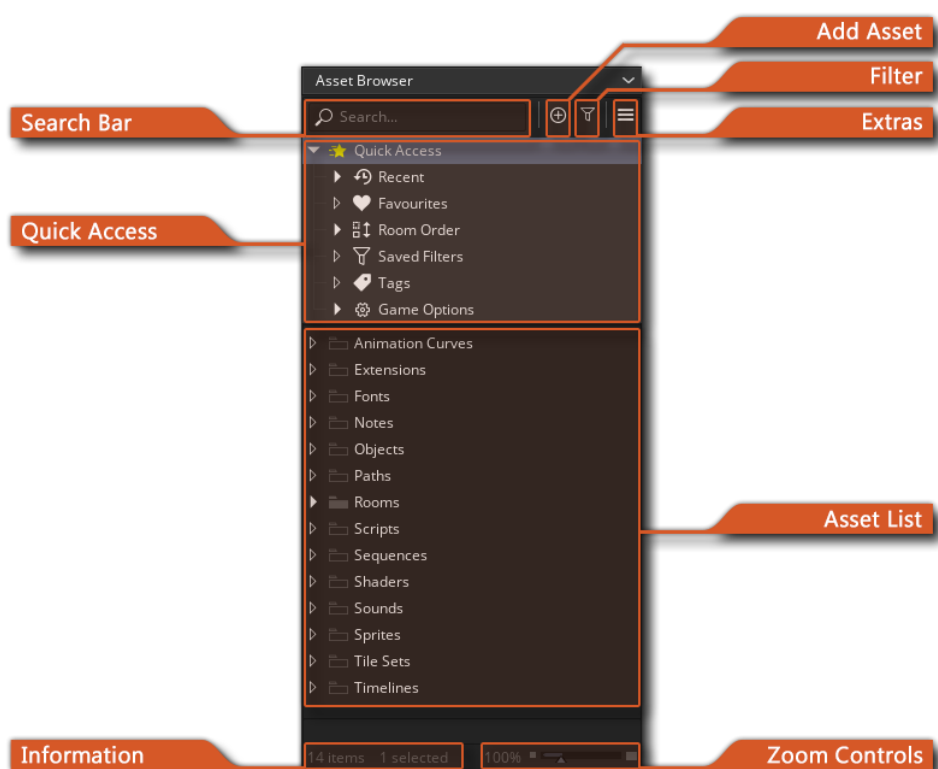 Add Asset
Asset Browser
Filter
Search Bar
Search...
Extras
Quick Access
Recent
Favourites
Quick Access
Room Order
Saved Filters
Tags
Game Options
Animation Curves
Extensions
Fonts
Notes
Objects
Paths
Rooms
Asset List
Scripts
Sequences
Shaders
Sounds
Sprites
Tile Sets
Timelines
Information
14 items 1 selected
100%
Zoom Controls